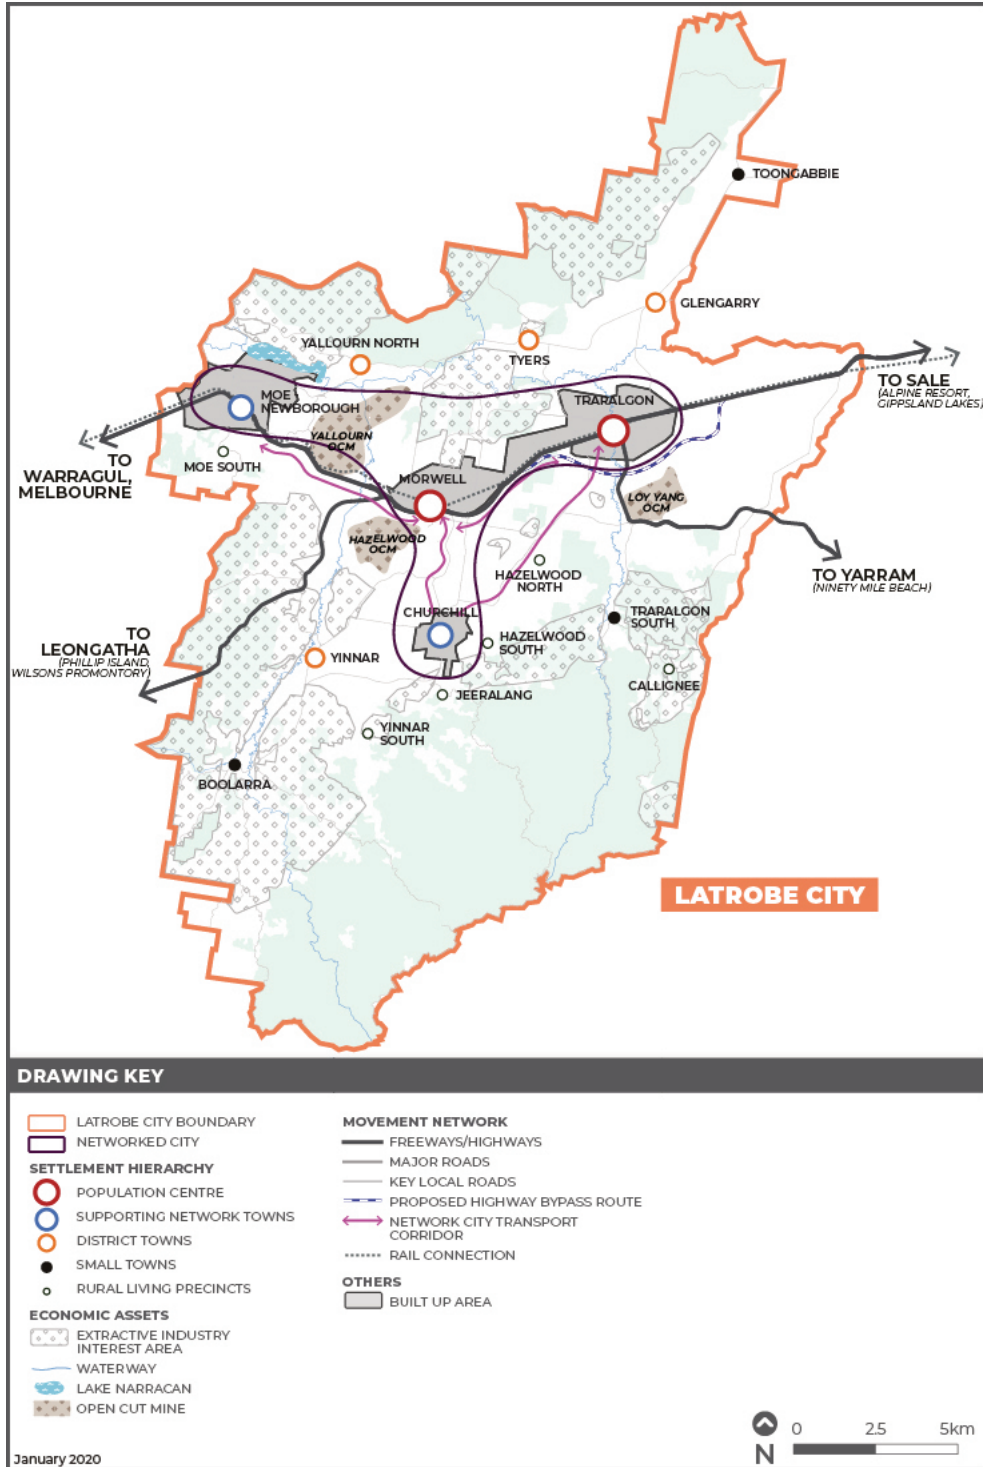 TOONGABBIE
GLENGARRY
YALLOURN NORTH
TYERS
TO SALE
(ALPINE RESORT,
GIPPSLAND LAKES)
MOE
NEWBOROUGH
TRARALGON
YALLOURN
OCM
TO
WARRAGUL,
MELBOURNE
MOE SOUTH
MORWELL
LOY YANG
OCM
HAZELWOOD
OCM
HAZELWOOD
NORTH
TO YARRAM
(NINETY MILE BEACH)
CHURCHILL
TRARALGON
SOUTH
TO
LEONGATHA
(PHILLIP ISLAND,
WILSONS PROMONTORY)
HAZELWOOD
SOUTH
YINNAR
CALLIGNEE
JEERALANG
YINNAR
SOUTH
BOOLARRA
LATROBE CITY
DRAWING KEY
LATROBE CITY BOUNDARY
NETWORKED CITY
SETTLEMENT HIERARCHY
POPULATION CENTRE
SUPPORTING NETWORK TOWNS
DISTRICT TOWNS
SMALL TOWNS
RURAL LIVING PRECINCTS
ECONOMIC ASSETS
EXTRACTIVE INDUSTRY
INTEREST AREA
WATERWAY
LAKE NARRACAN
OPEN CUT MINE
MOVEMENT NETWORK
FREEWAYS/HIGHWAYS
MAJOR ROADS
KEY LOCAL ROADS
PROPOSED HIGHWAY BYPASS ROUTE
NETWORK CITY TRANSPORT
CORRIDOR
RAIL CONNECTION
OTHERS
BUILT UP AREA
N
0 2.5 5km
January 2020